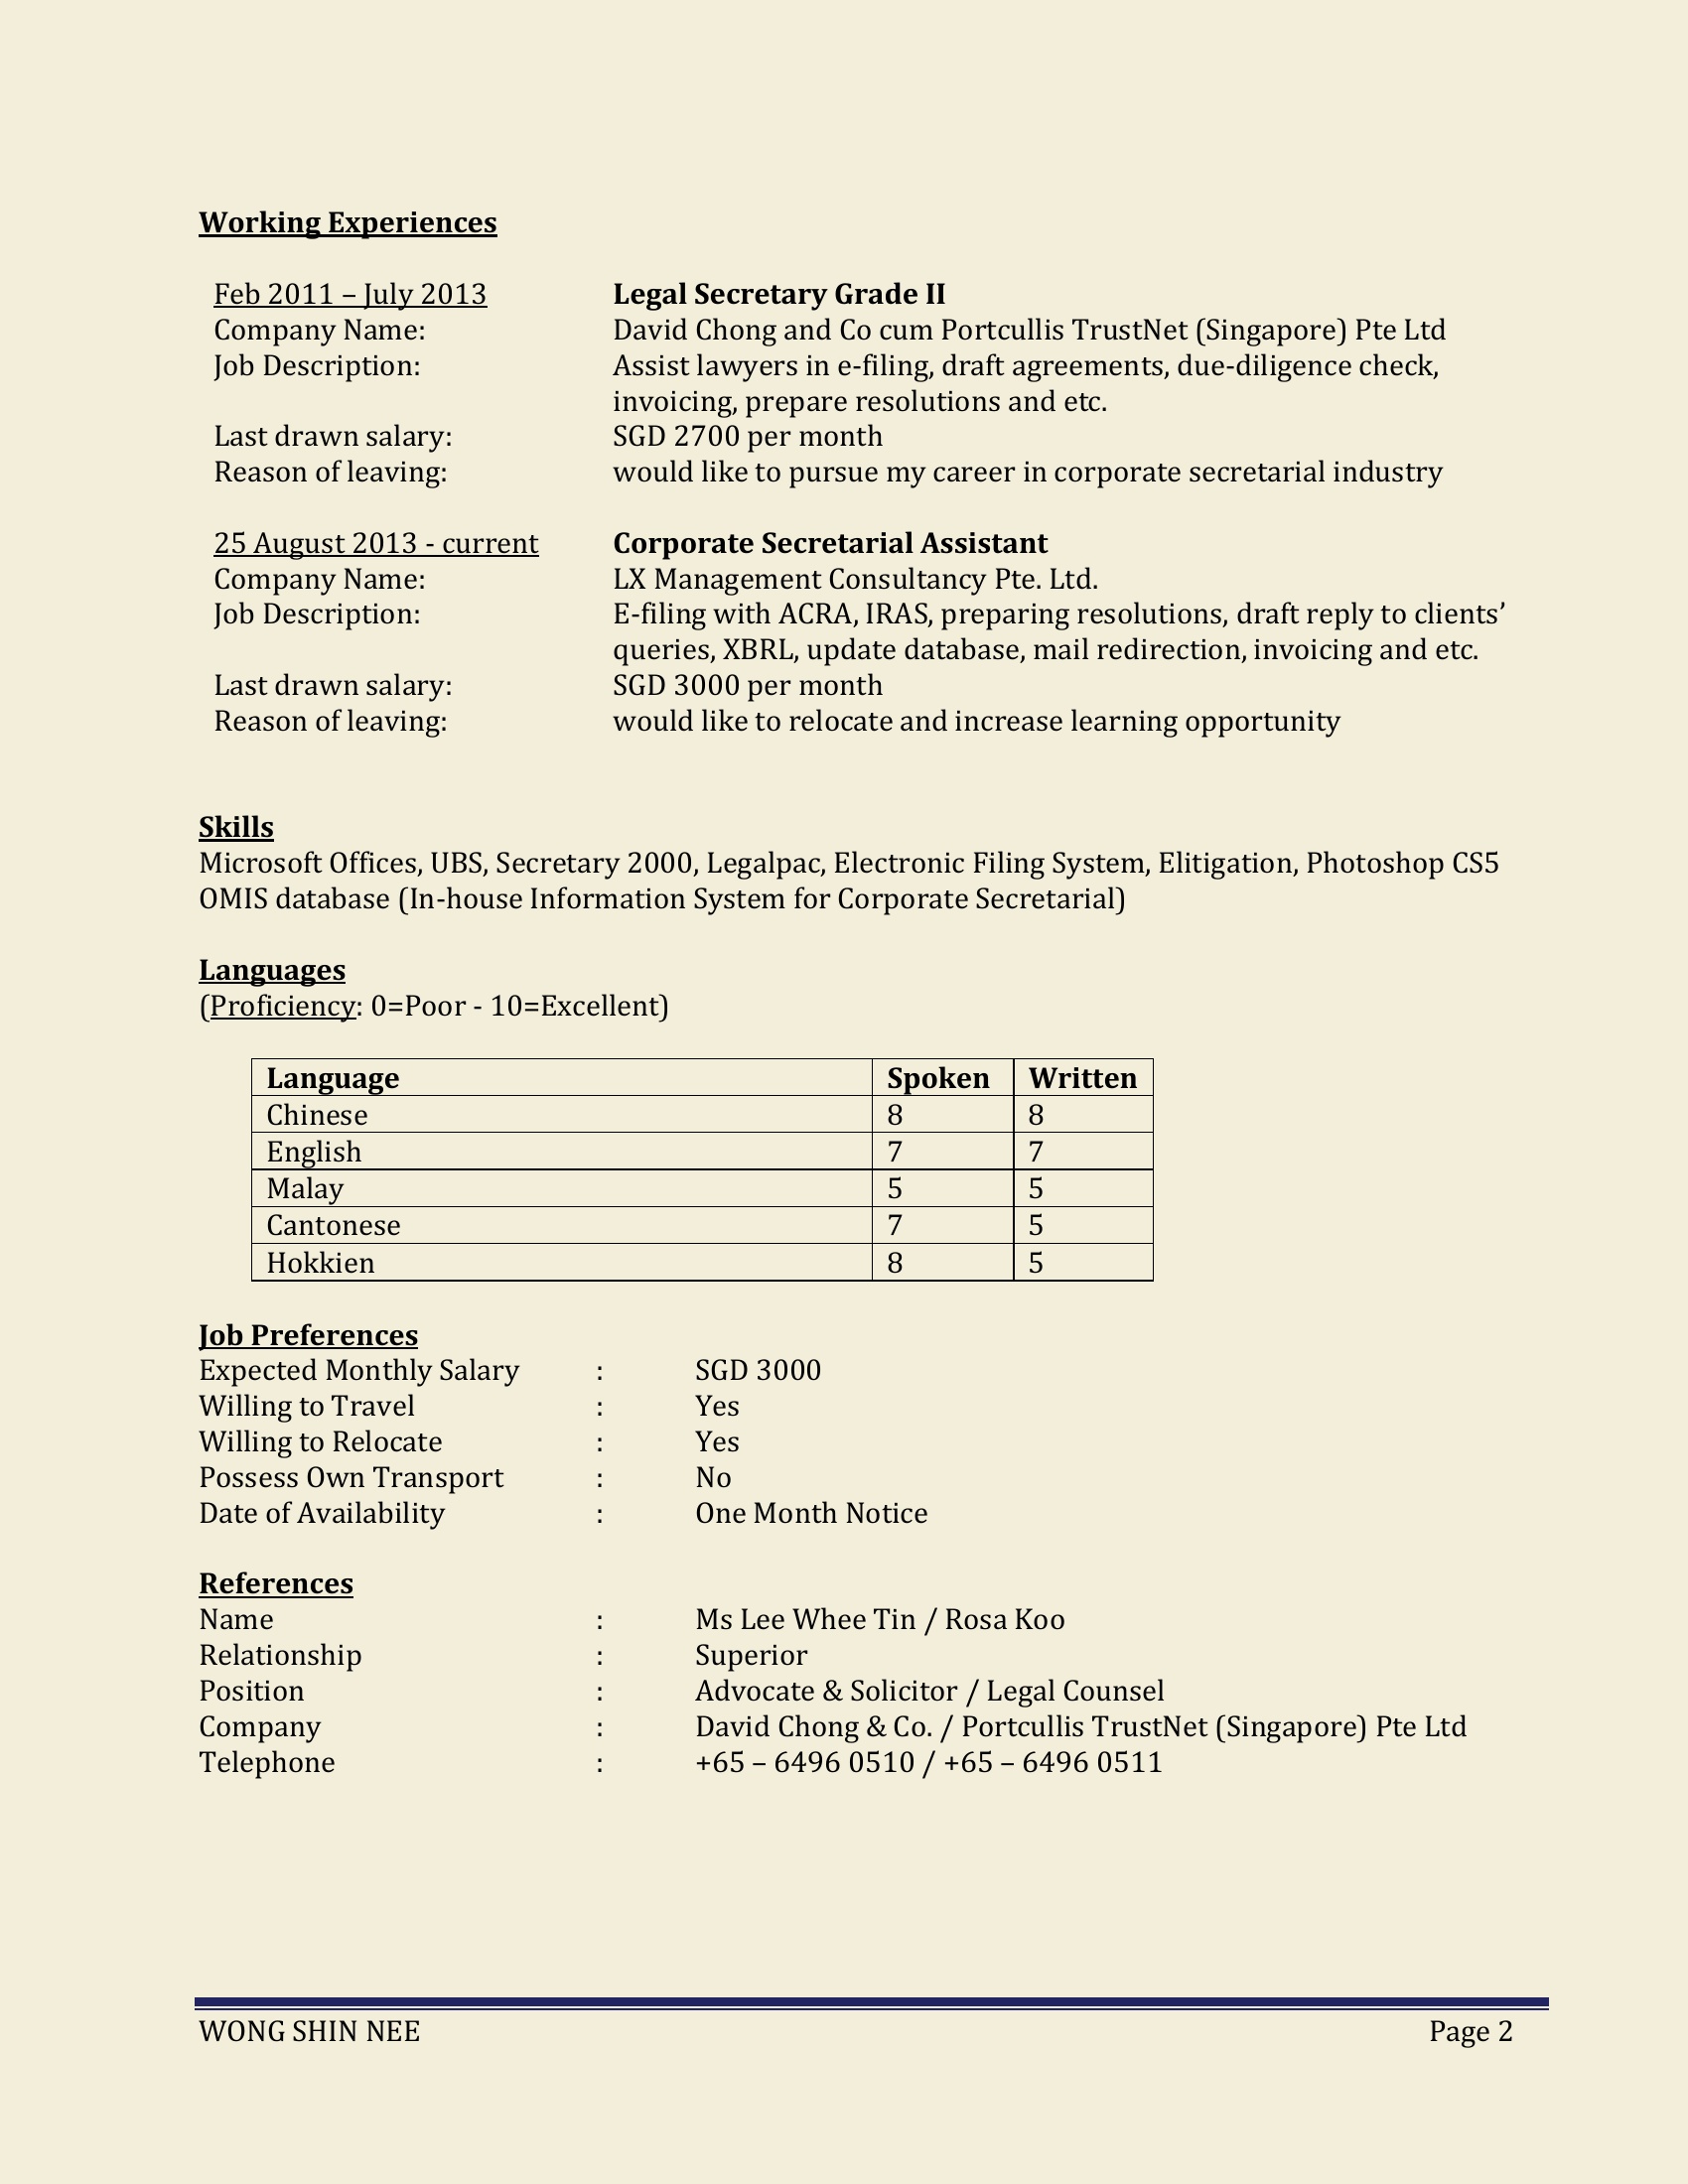 Working Experiences
Feb 2011 – July 2013 Legal Secretary Grade II
Company Name: David Chong and Co cum Portcullis TrustNet (Singapore) Pte Ltd
Job Description: Assist lawyers in e-filing, draft agreements, due-diligence check,
invoicing, prepare resolutions and etc.
Last drawn salary: SGD 2700 per month
Reason of leaving: would like to pursue my career in corporate secretarial industry
25 August 2013 - current Corporate Secretarial Assistant
Company Name: LX Management Consultancy Pte. Ltd.
Job Description: E-filing with ACRA, IRAS, preparing resolutions, draft reply to clients’
queries, XBRL, update database, mail redirection, invoicing and etc.
Last drawn salary: SGD 3000 per month
Reason of leaving: would like to relocate and increase learning opportunity
Skills
Microsoft Offices, UBS, Secretary 2000, Legalpac, Electronic Filing System, Elitigation, Photoshop CS5
OMIS database (In-house Information System for Corporate Secretarial)
Languages
(Proficiency: 0=Poor - 10=Excellent)
Language Spoken Written
Chinese 8 8
English 7 7
Malay 5 5
Cantonese 7 5
Hokkien 8 5
Job Preferences
Expected Monthly Salary : SGD 3000
Willing to Travel : Yes
Willing to Relocate : Yes
Possess Own Transport : No
Date of Availability : One Month Notice
References
Name : Ms Lee Whee Tin / Rosa Koo
Relationship : Superior
Position : Advocate & Solicitor / Legal Counsel
Company : David Chong & Co. / Portcullis TrustNet (Singapore) Pte Ltd
Telephone : +65 – 6496 0510 / +65 – 6496 0511
WONG SHIN NEE Page 2